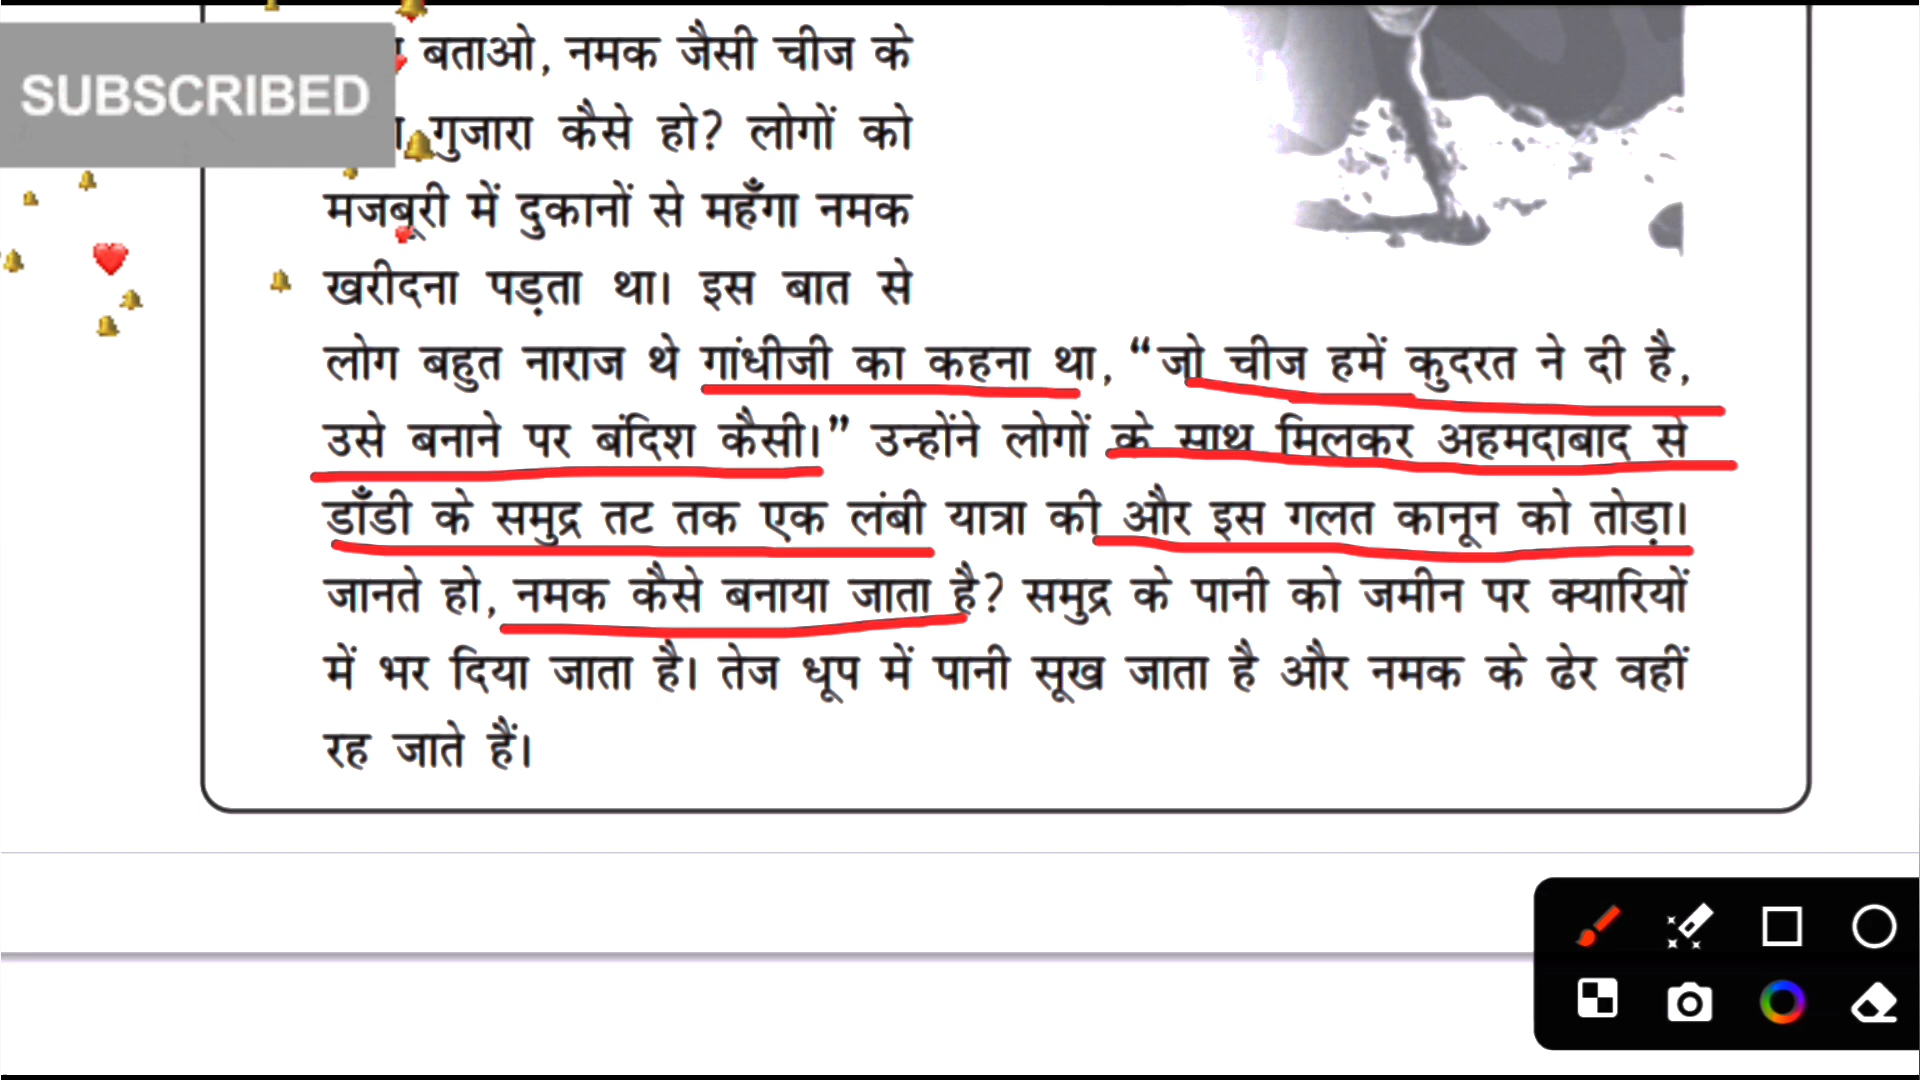 SUBSCRIBED
बताओ, नमक जैसी चीज के
गुजारा कैसे हो? लोगों को
मजबूरी में दुकानों से महँगा नमक
खरीदना पड़ता था। इस बात से
लोग बहुत नाराज थे गांधीजी का कहना था, “जो चीज हमें कुदरत ने दी है,
उसे बनाने पर बंदिश कैसी।” उन्होंने लोगों के साथ मिलकर अहमदाबाद से
डाँडी के समुद्र तट तक एक लंबी यात्रा की और इस गलत कानून को तोड़ा।
जानते हो, नमक कैसे बनाया जाता है? समुद्र के पानी को जमीन पर क्यारियों
में भर दिया जाता है। तेज धूप में पानी सूख जाता है और नमक के ढेर वहीं
रह जाते हैं।